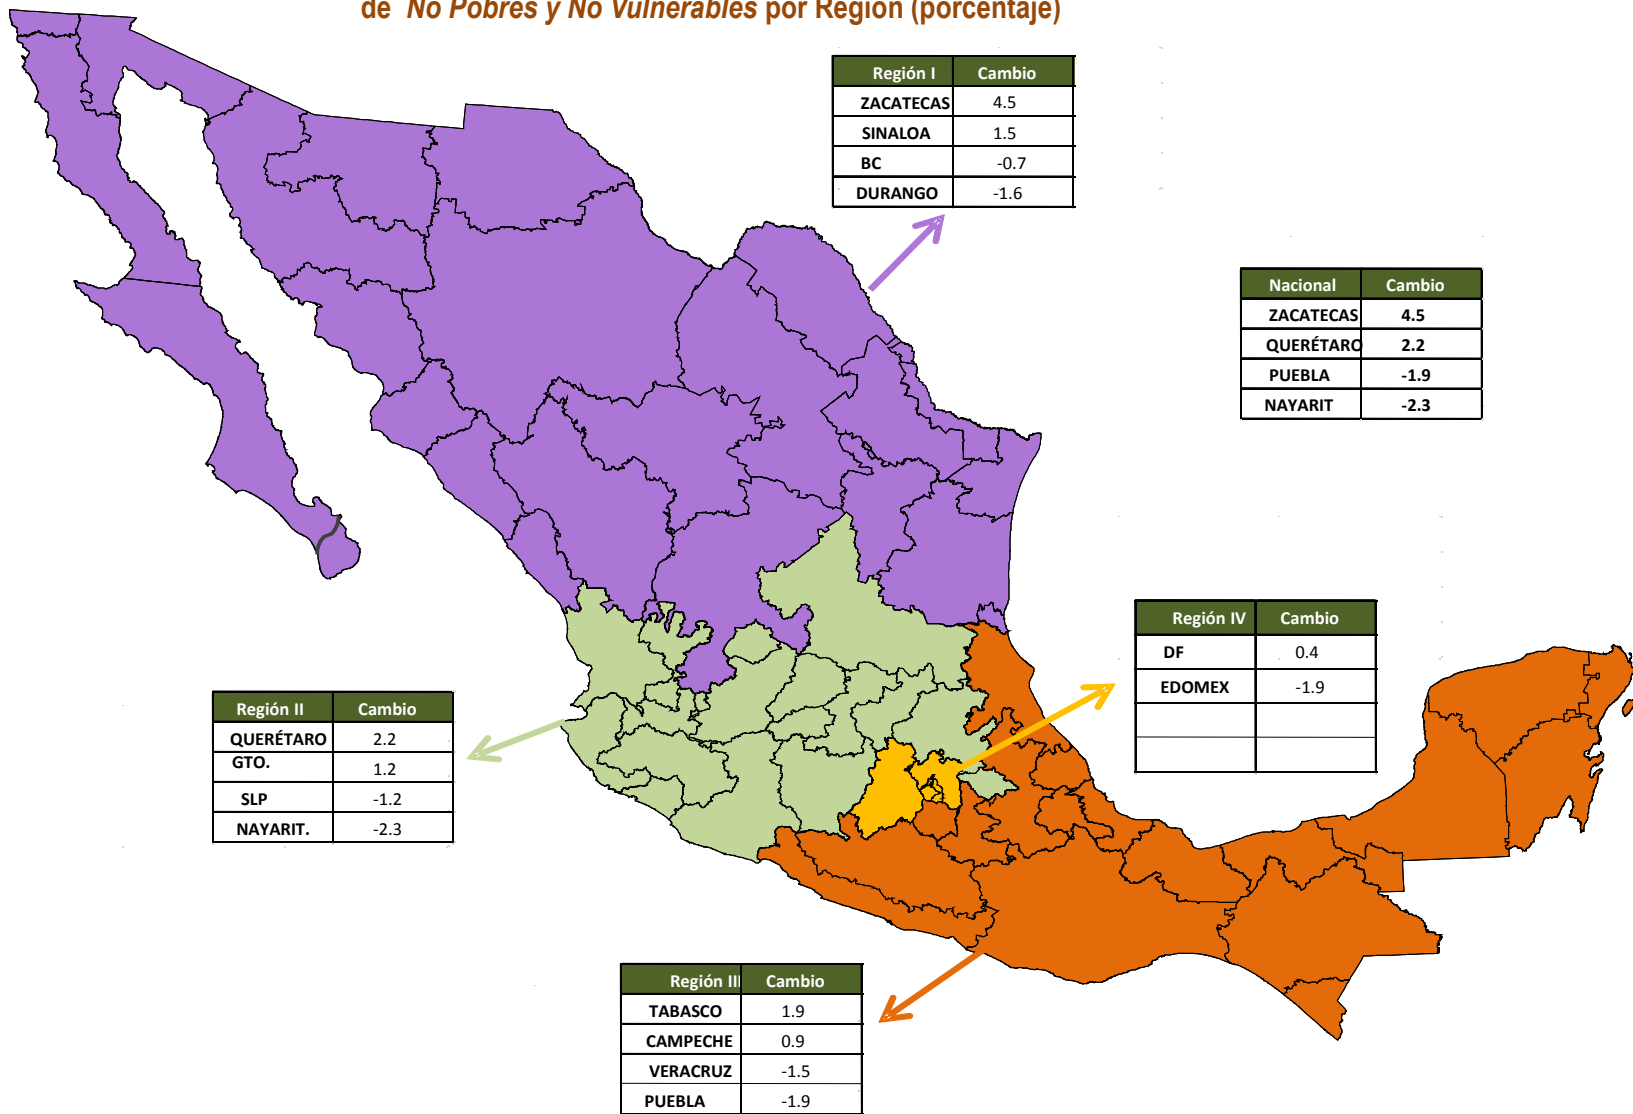 de No Pobres y No Vulnerables por Región (porcentaje)
Región I Cambio
ZACATECAS 4.5
SINALOA 1.5
BC -0.7
DURANGO -1.6
Nacional Cambio
ZACATECAS 4.5
QUERÉTARO 2.2
PUEBLA -1.9
NAYARIT -2.3
Región IV Cambio
DF 0.4
EDOMEX -1.9
Región II Cambio
QUERÉTARO 2.2
GTO. 1.2
SLP -1.2
NAYARIT. -2.3
Región III Cambio
TABASCO 1.9
CAMPECHE 0.9
VERACRUZ -1.5
PUEBLA -1.9